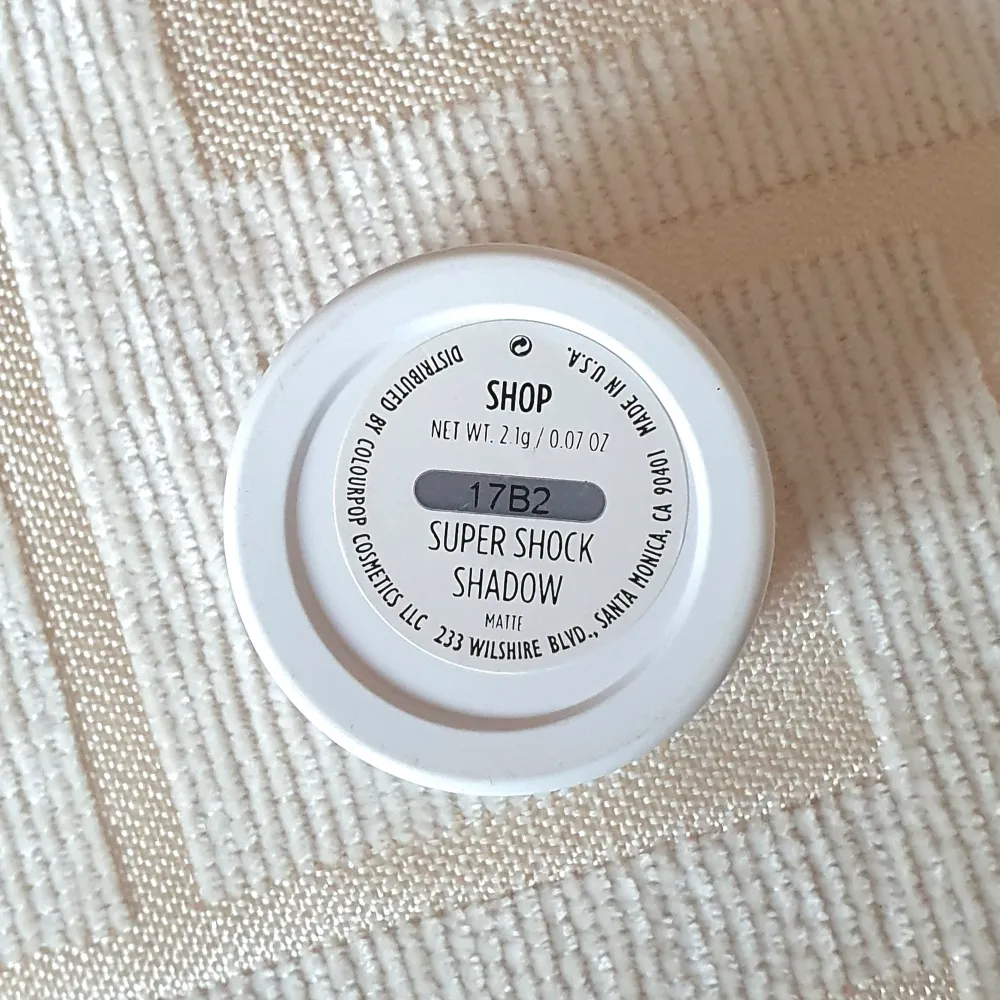 SHOP
NET WT. 2.1g / 0.07 OZ
17B2
SUPER SHOCK
SHADOW
MATTE
DISTRIBUTED BY COLOURPOP COSMETICS LLC 233 WILSHIRE BLVD., SANTA MONICA, CA 90401 MADE IN U.S.A.